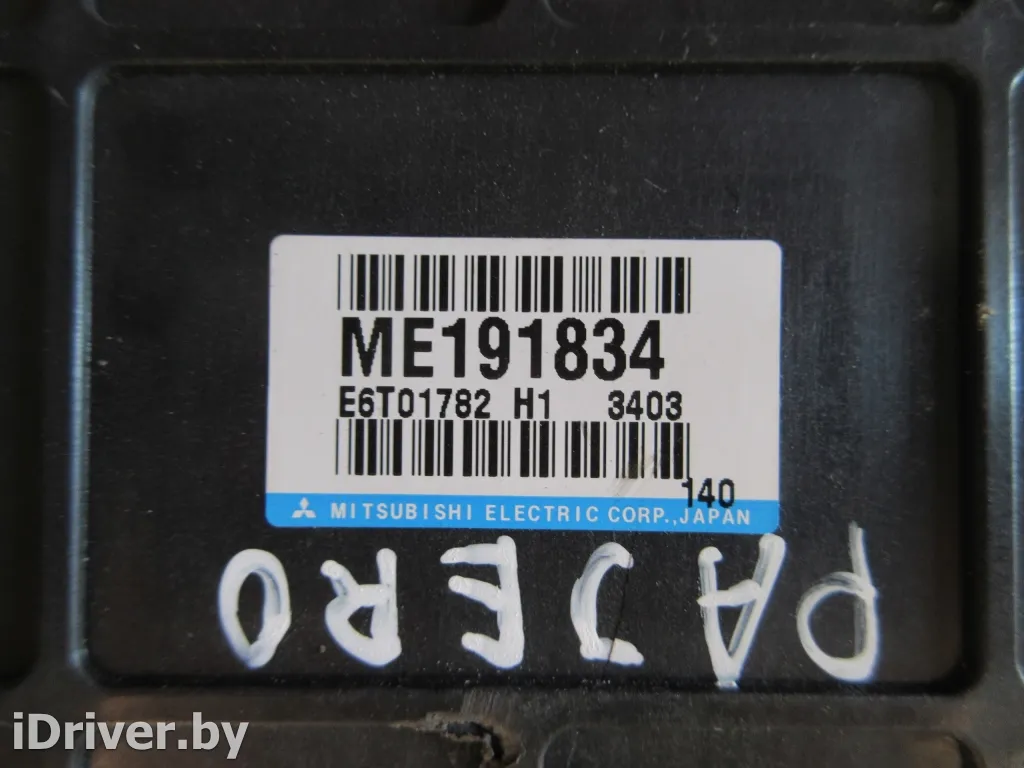 ME191834
E6T01782 H1 3403
140
MITSUBISHI ELECTRIC CORP., JAPAN
PAJERO
iDriver.by